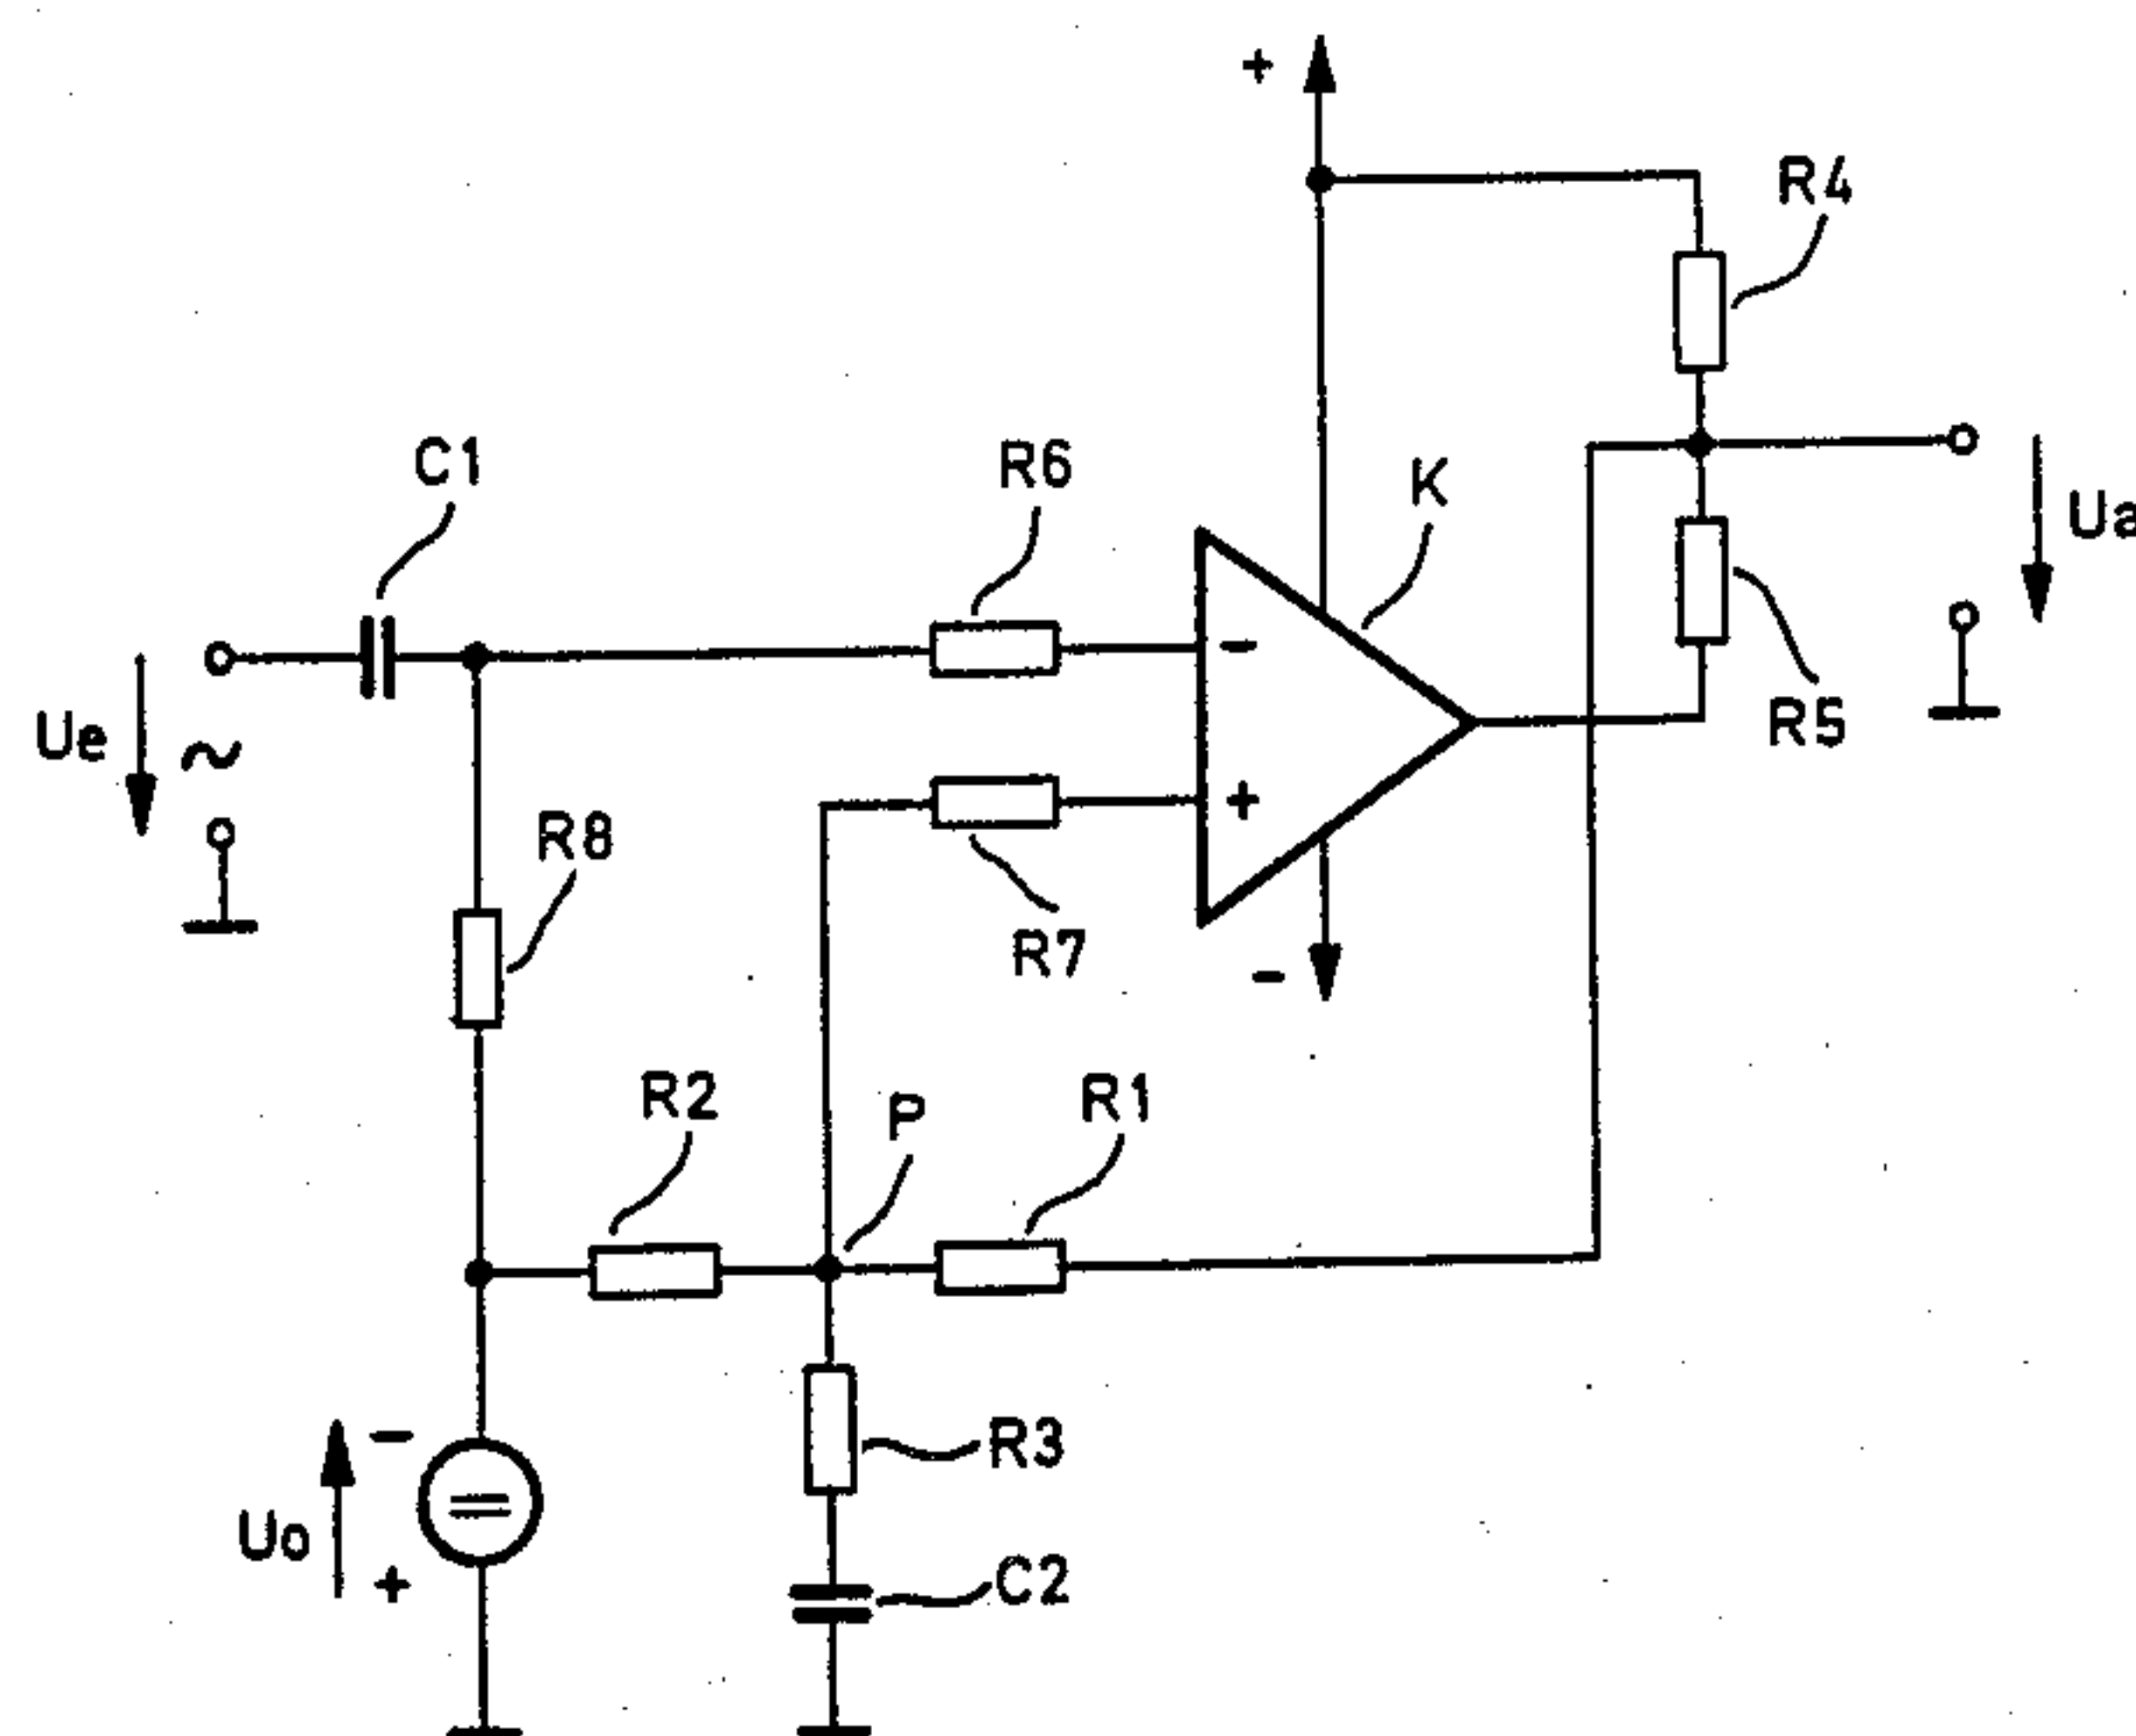 +
R4
C1
R6
K
Ua
-
Ue
~
R5
+
R8
R7
-
R2
P
R1
-
R3
Uo
=
+
C2